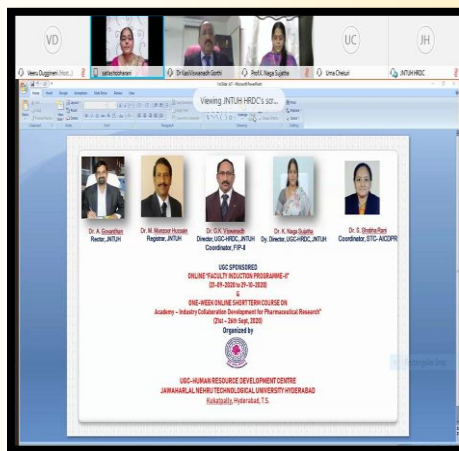 VD
UC
JH
Veeru Duggineni
satteshobharani
Dr KasiViswanath Gorthi
Prof.K. Naga Sujatha
Uma Chelluri
JNTUH HRDC
Viewing JNTUH HRDC's scr...
Dr. A. Govardhan
Rector, JNTUH
Dr. M. Manzoor Hussain
Registrar, JNTUH
Dr. G.K. Viswanadh
Director, UGC-HRDC, JNTUH
Coordinator, FIP-II
Dr. K. Naga Sujatha
Dy. Director, UGC-HRDC, JNTUH
Dr. S. Shobha Rani
Coordinator, STC-AICDPR
UGC SPONSORED
ONLINE "FACULTY INDUCTION PROGRAMME-II"
(21-09-2020 to 29-10-2020)
&
ONE-WEEK ONLINE SHORT TERM COURSE ON
Academy - Industry Collaboration Development for Pharmaceutical Research"
(21st - 26th Sept, 2020)
Organized by
UGC-HUMAN RESOURCE DEVELOPMENT CENTRE
JAWAHARLAL NEHRU TECHNOLOGICAL UNIVERSITY HYDERABAD
Kukatpally, Hyderabad, T.S.